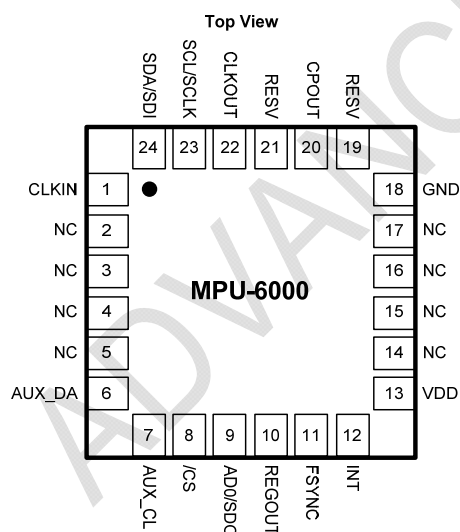 Top View
SDA/SDI
SCL/SCLK
CLKOUT
RESV
CPOUT
RESV
24 23 22 21 20 19
CLKIN 1 18 GND
NC 2 17 NC
NC 3 16 NC
MPU-6000
NC 4 15 NC
NC 5 14 NC
AUX_DA 6 13 VDD
7 8 9 10 11 12
AUX_CL
/CS
AD0/SDO
REGOUT
FSYNC
INT
ADVANC